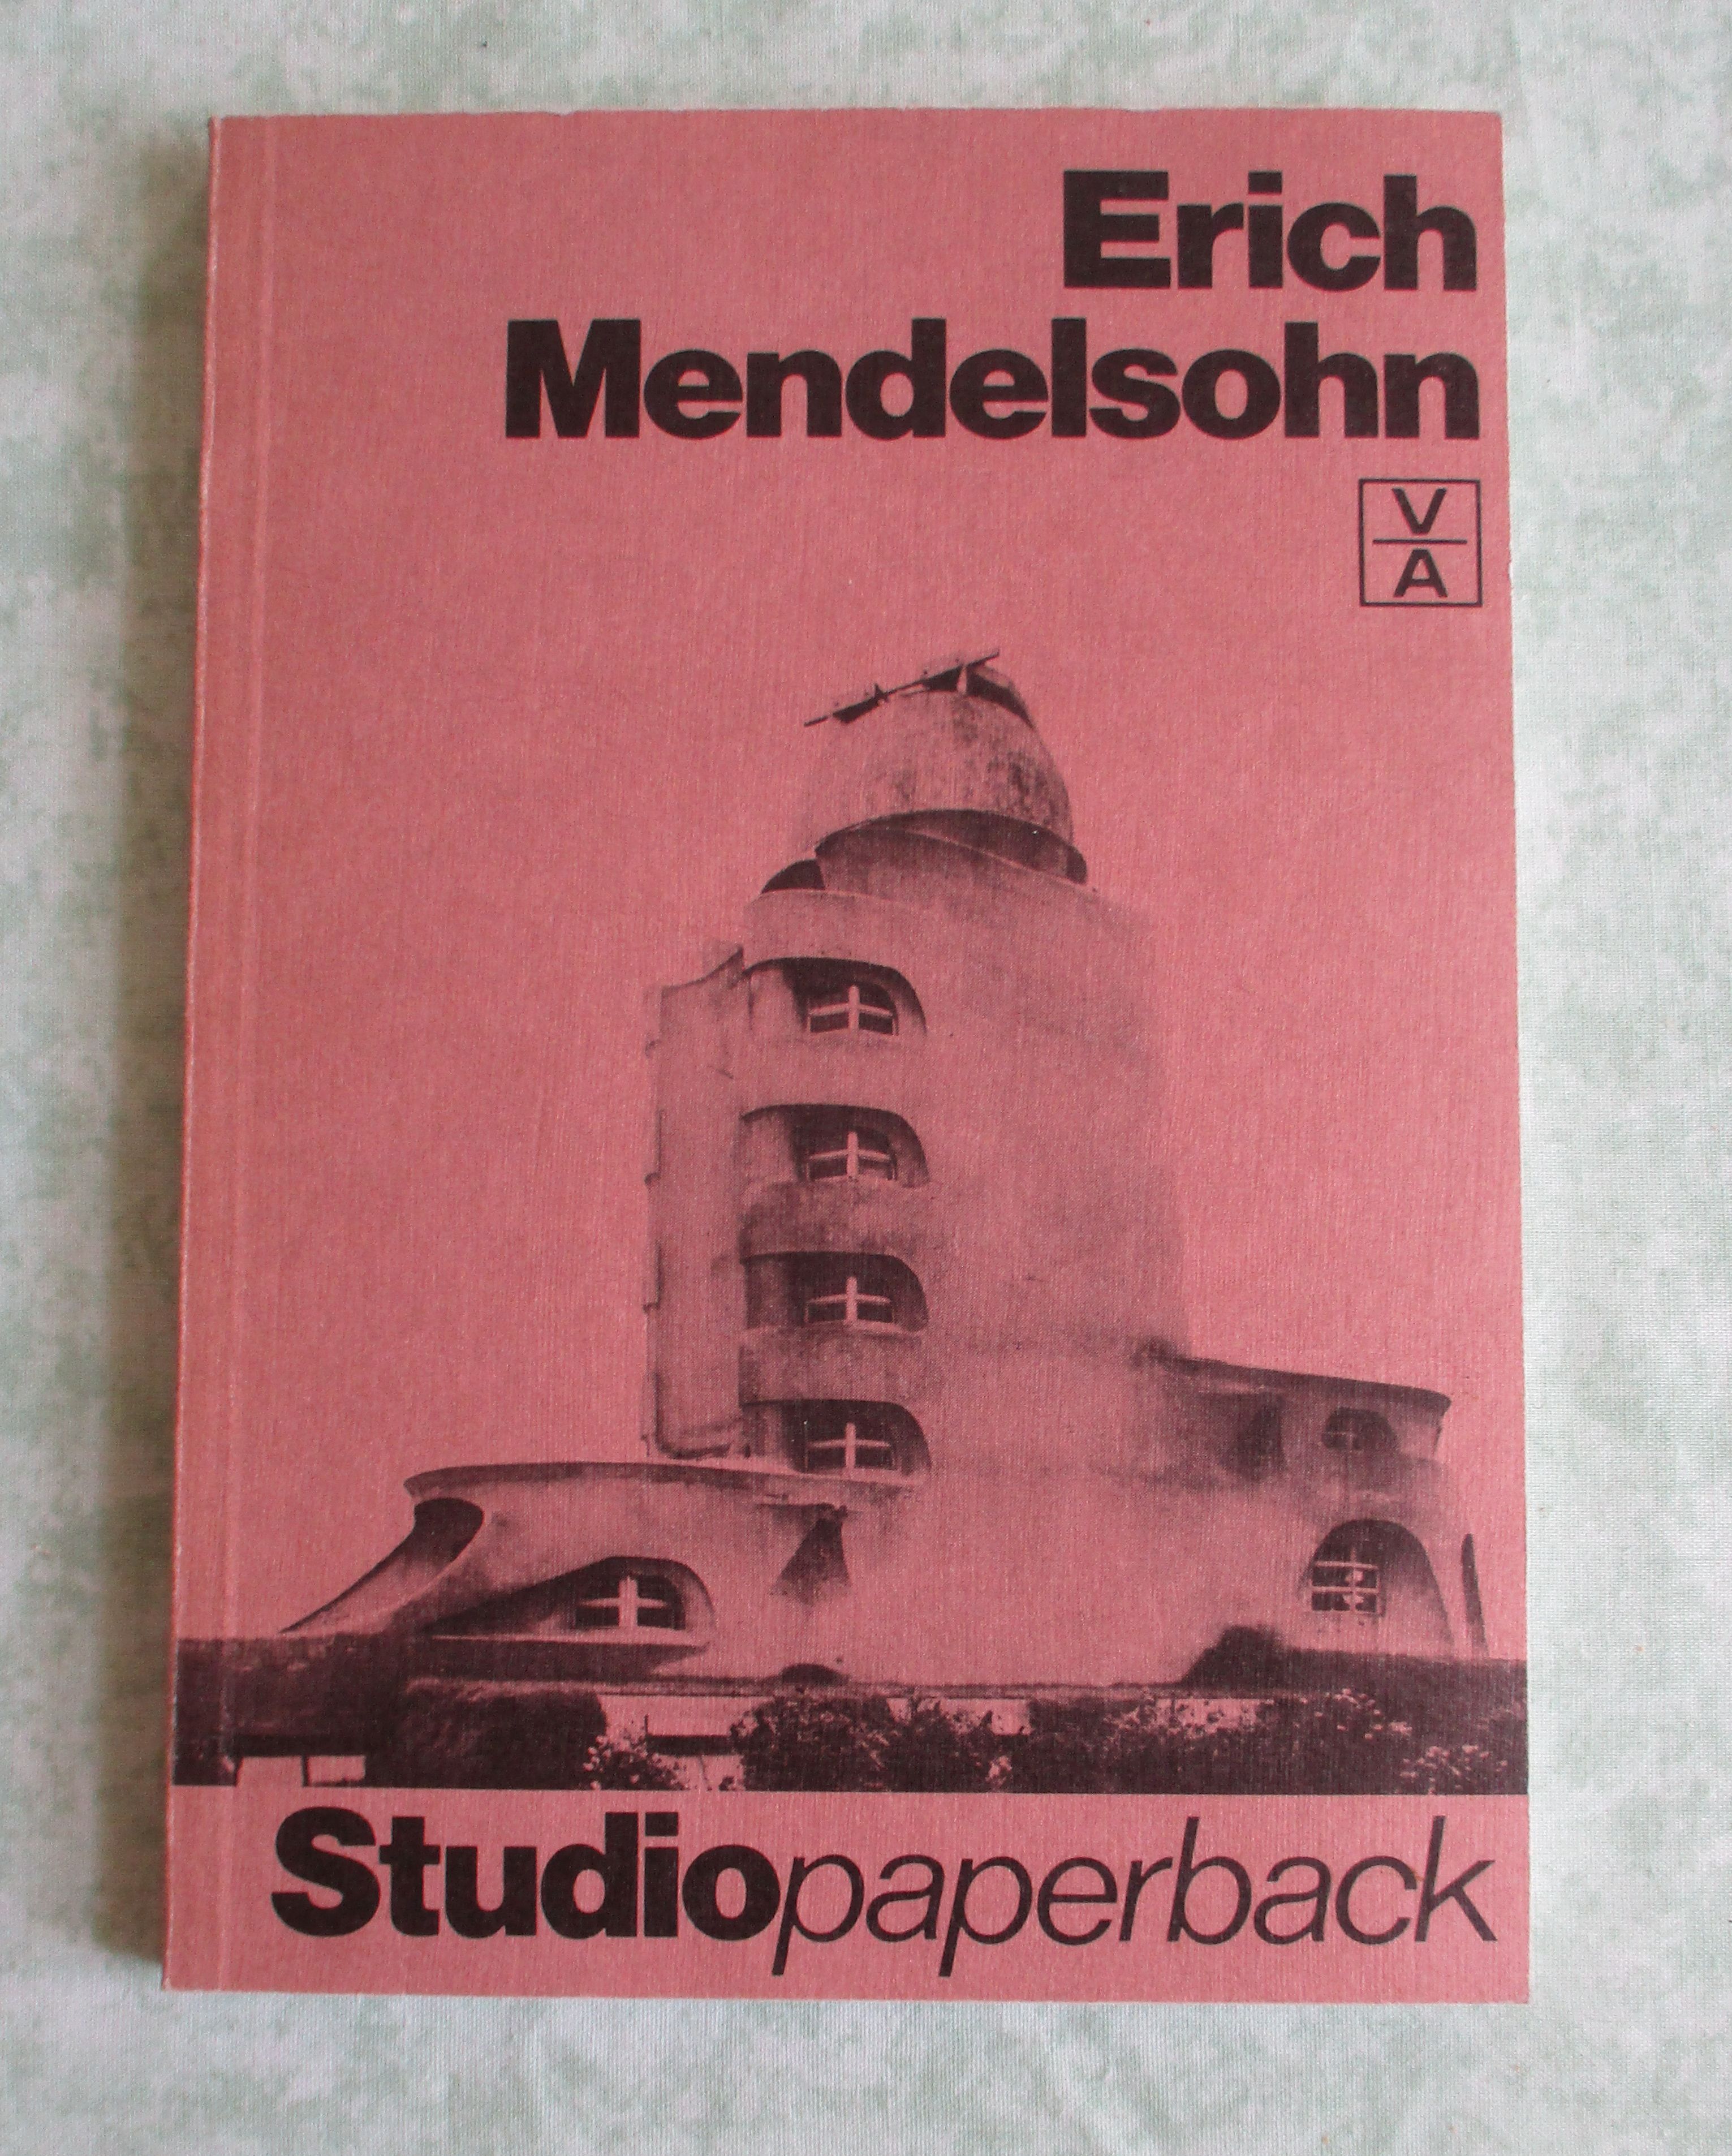 Erich
Mendelsohn
V
A
Studiopaperback